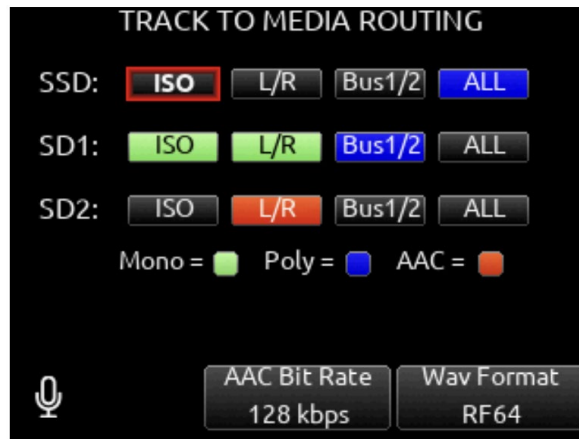 TRACK TO MEDIA ROUTING
SSD: ISO L/R Bus1/2 ALL
SD1: ISO L/R Bus1/2 ALL
SD2: ISO L/R Bus1/2 ALL
Mono = Poly = AAC =
AAC Bit Rate Wav Format
128 kbps RF64